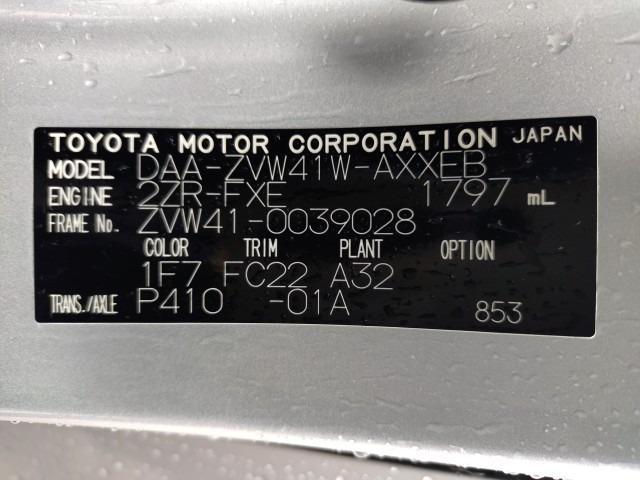 TOYOTA MOTOR CORPORATION JAPAN
MODEL DAA-ZVW41W-AXXEB
ENGINE 2ZR-FXE 1797 mL
FRAME No. ZVW41-0039028
COLOR TRIM PLANT OPTION
1F7 FC22 A32
TRANS./AXLE P410 -01A 853